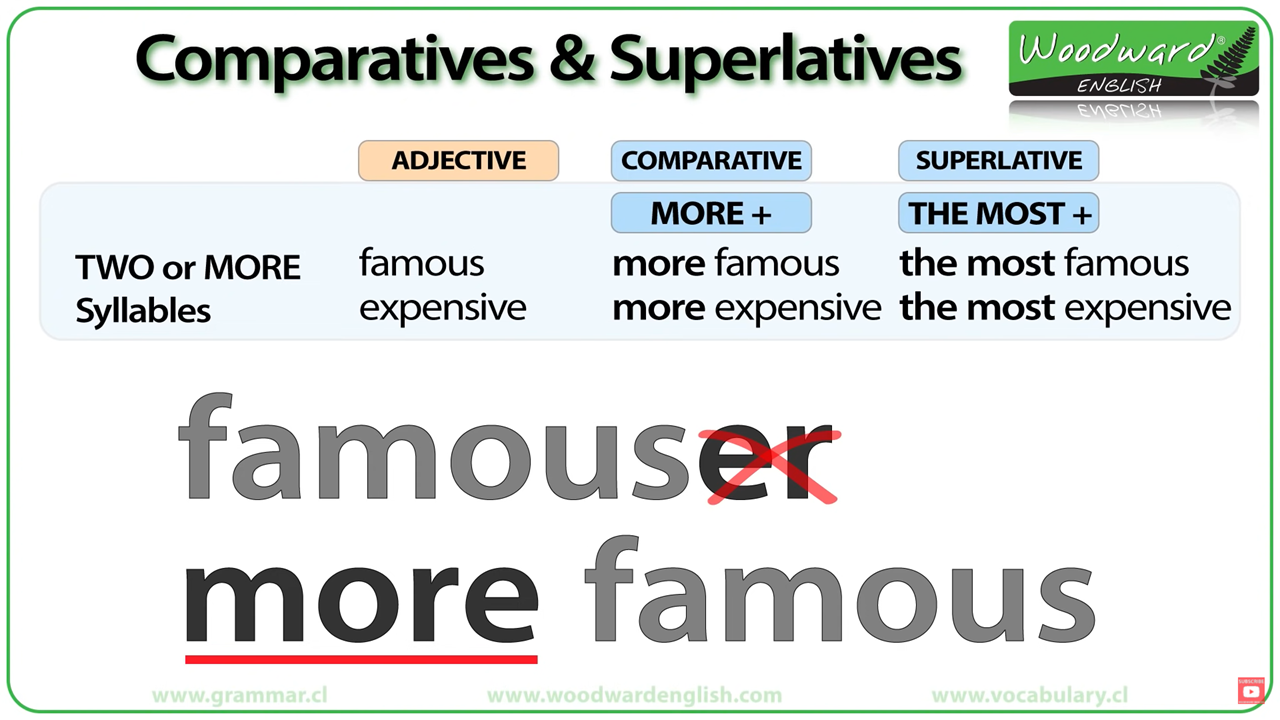 Comparatives & Superlatives
Woodward®
ENGLISH
ADJECTIVE COMPARATIVE SUPERLATIVE
MORE + THE MOST +
TWO or MORE famous more famous the most famous
Syllables expensive more expensive the most expensive
famouser
more famous
www.grammar.cl www.woodwardenglish.com www.vocabulary.cl
SUBSCRIBE